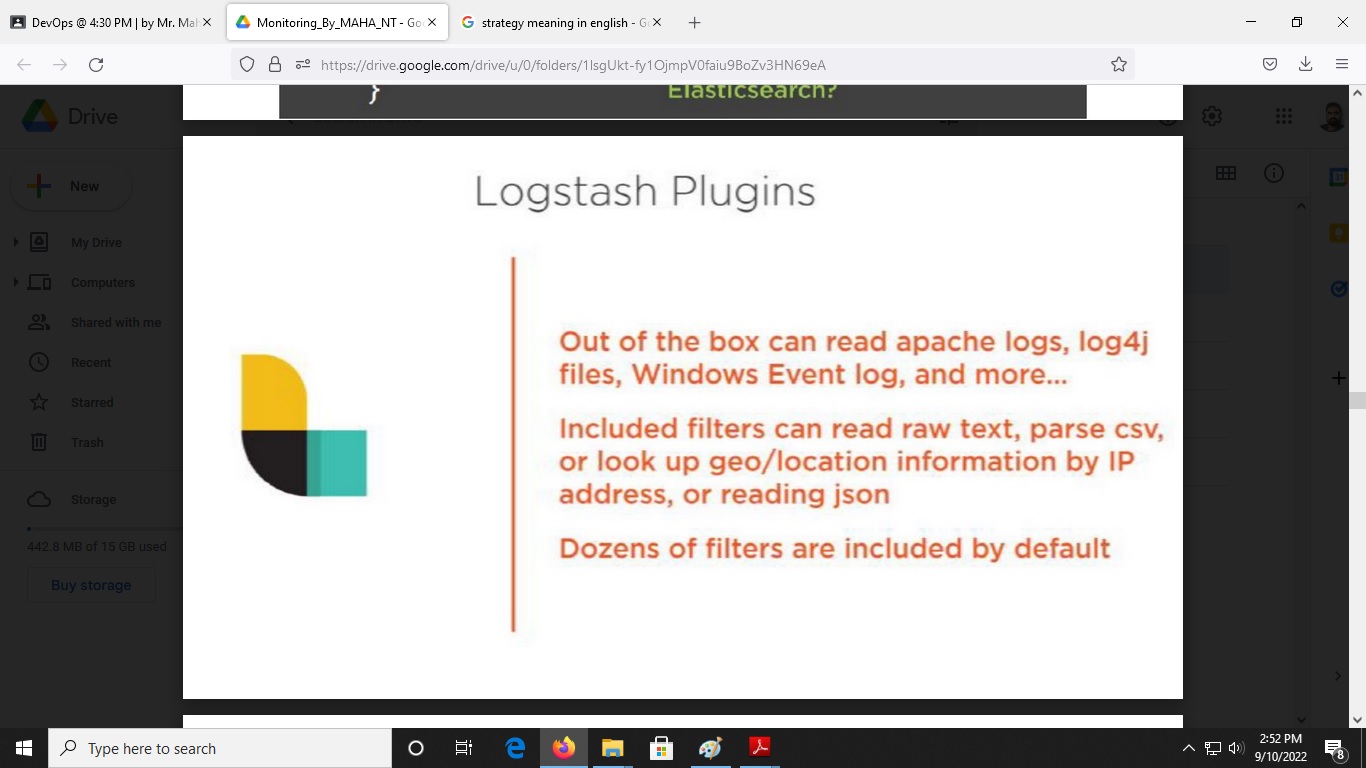 DevOps @ 4:30 PM | by Mr. Mah
Monitoring_By_MAHA_NT - Goo
strategy meaning in english - Go
https://drive.google.com/drive/u/0/folders/1lsgUkt-fy1OjmpV0faiu9BoZv3HN69eA
}
Elasticsearch?
Drive
New
My Drive
Computers
Shared with me
Recent
Starred
Trash
Storage
442.8 MB of 15 GB used
Buy storage
Logstash Plugins
Out of the box can read apache logs, log4j
files, Windows Event log, and more...
Included filters can read raw text, parse csv,
or look up geo/location information by IP
address, or reading json
Dozens of filters are included by default
Type here to search
2:52 PM
9/10/2022
8